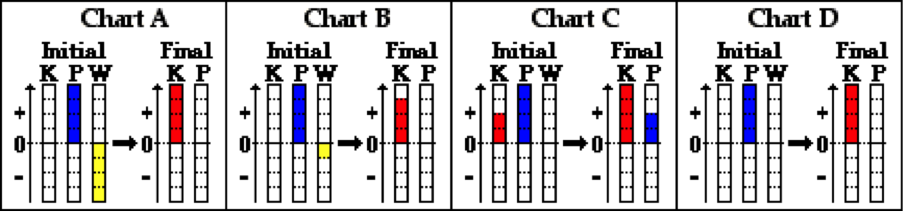 Chart A
Initial Final
K P W K P
+ +
0 0
- -
Chart B
Initial Final
K P W K P
+ +
0 0
- -
Chart C
Initial Final
K P W K P
+ +
0 0
- -
Chart D
Initial Final
K P W K P
+ +
0 0
- -